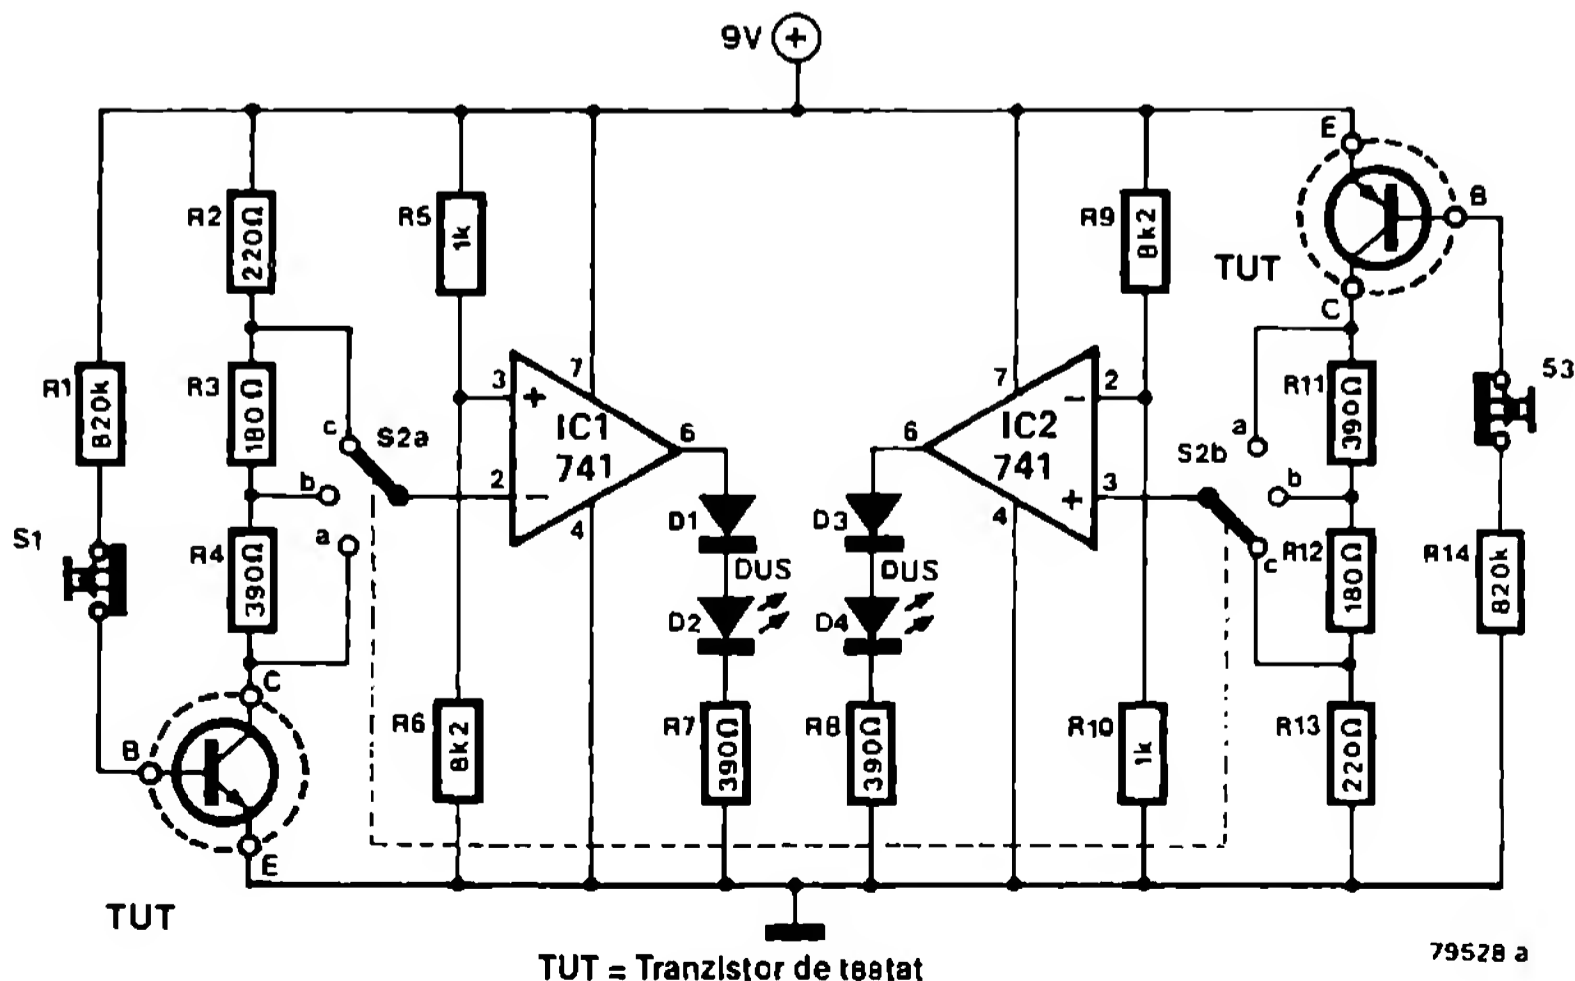 9V +
E
R2 220Ω
R5 1k
R9 8k2
B
TUT
C
R1 820k
R3 180Ω
c
S2a
b
a
3 +
7
IC1
741
6
2 −
4
7
2 −
IC2
741
6
3 +
4
a
S2b
b
c
R11 390Ω
S3
S1
R4 390Ω
D1
DUS
D2
D3
DUS
D4
R12 180Ω
R14 820k
C
B
E
R6 8k2
R7 390Ω
R8 390Ω
R10 1k
R13 220Ω
TUT
TUT = Tranzistor de testat
79528 a